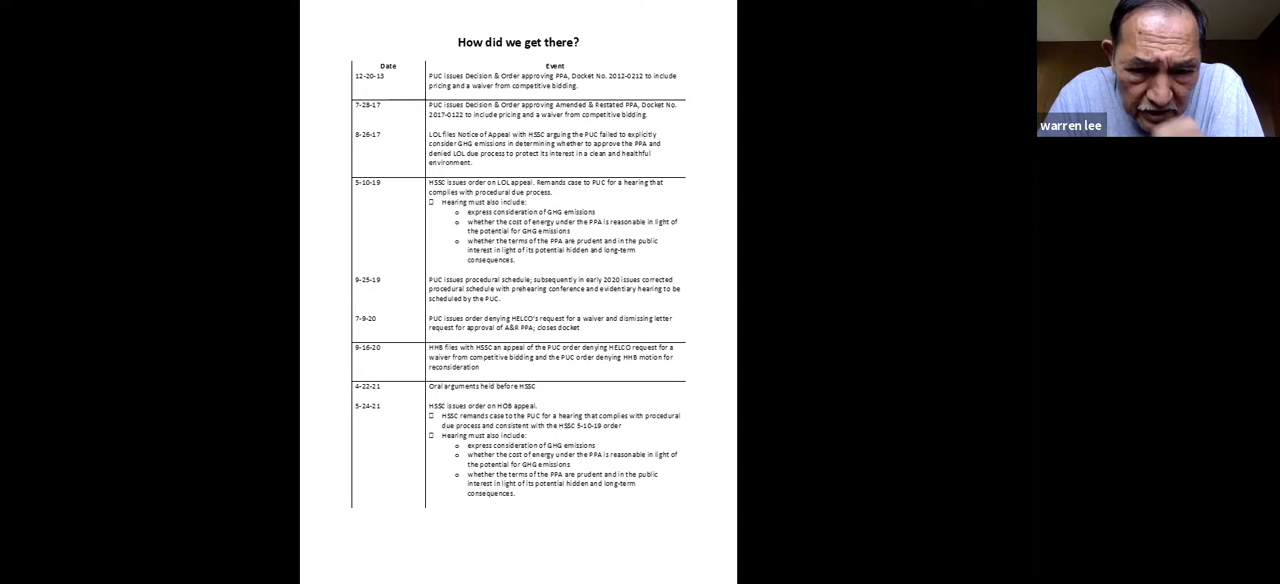 How did we get there?
Date Event
12-20-13 PUC issues Decision & Order approving PPA, Docket No. 2012-0212 to include
pricing and a waiver from competitive bidding.
7-28-17 PUC issues Decision & Order approving Amended & Restated PPA, Docket No.
2017-0122 to include pricing and a waiver from competitive bidding.
8-26-17 LOL files Notice of Appeal with HSSC arguing the PUC failed to explicitly
consider GHG emissions in determining whether to approve the PPA and
denied LOL due process to protect its interest in a clean and healthful
environment.
5-10-19 HSSC issues order on LOL appeal. Remands case to PUC for a hearing that
complies with procedural due process.
Hearing must also include:
o express consideration of GHG emissions
o whether the cost of energy under the PPA is reasonable in light of
the potential for GHG emissions
o whether the terms of the PPA are prudent and in the public
interest in light of its potential hidden and long-term
consequences.
9-25-19 PUC issues procedural schedule; subsequently in early 2020 issues corrected
procedural schedule with prehearing conference and evidentiary hearing to be
scheduled by the PUC.
7-9-20 PUC issues order denying HELCO's request for a waiver and dismissing letter
request for approval of A&R PPA; closes docket
9-16-20 HHB files with HSSC an appeal of the PUC order denying HELCO request for a
waiver from competitive bidding and the PUC order denying HHB motion for
reconsideration
4-22-21 Oral arguments held before HSSC
5-24-21 HSSC issues order on HOB appeal.
HSSC remands case to the PUC for a hearing that complies with procedural
due process and consistent with the HSSC 5-10-19 order
Hearing must also include:
o express consideration of GHG emissions
o whether the cost of energy under the PPA is reasonable in light of
the potential for GHG emissions
o whether the terms of the PPA are prudent and in the public
interest in light of its potential hidden and long-term
consequences.
warren lee